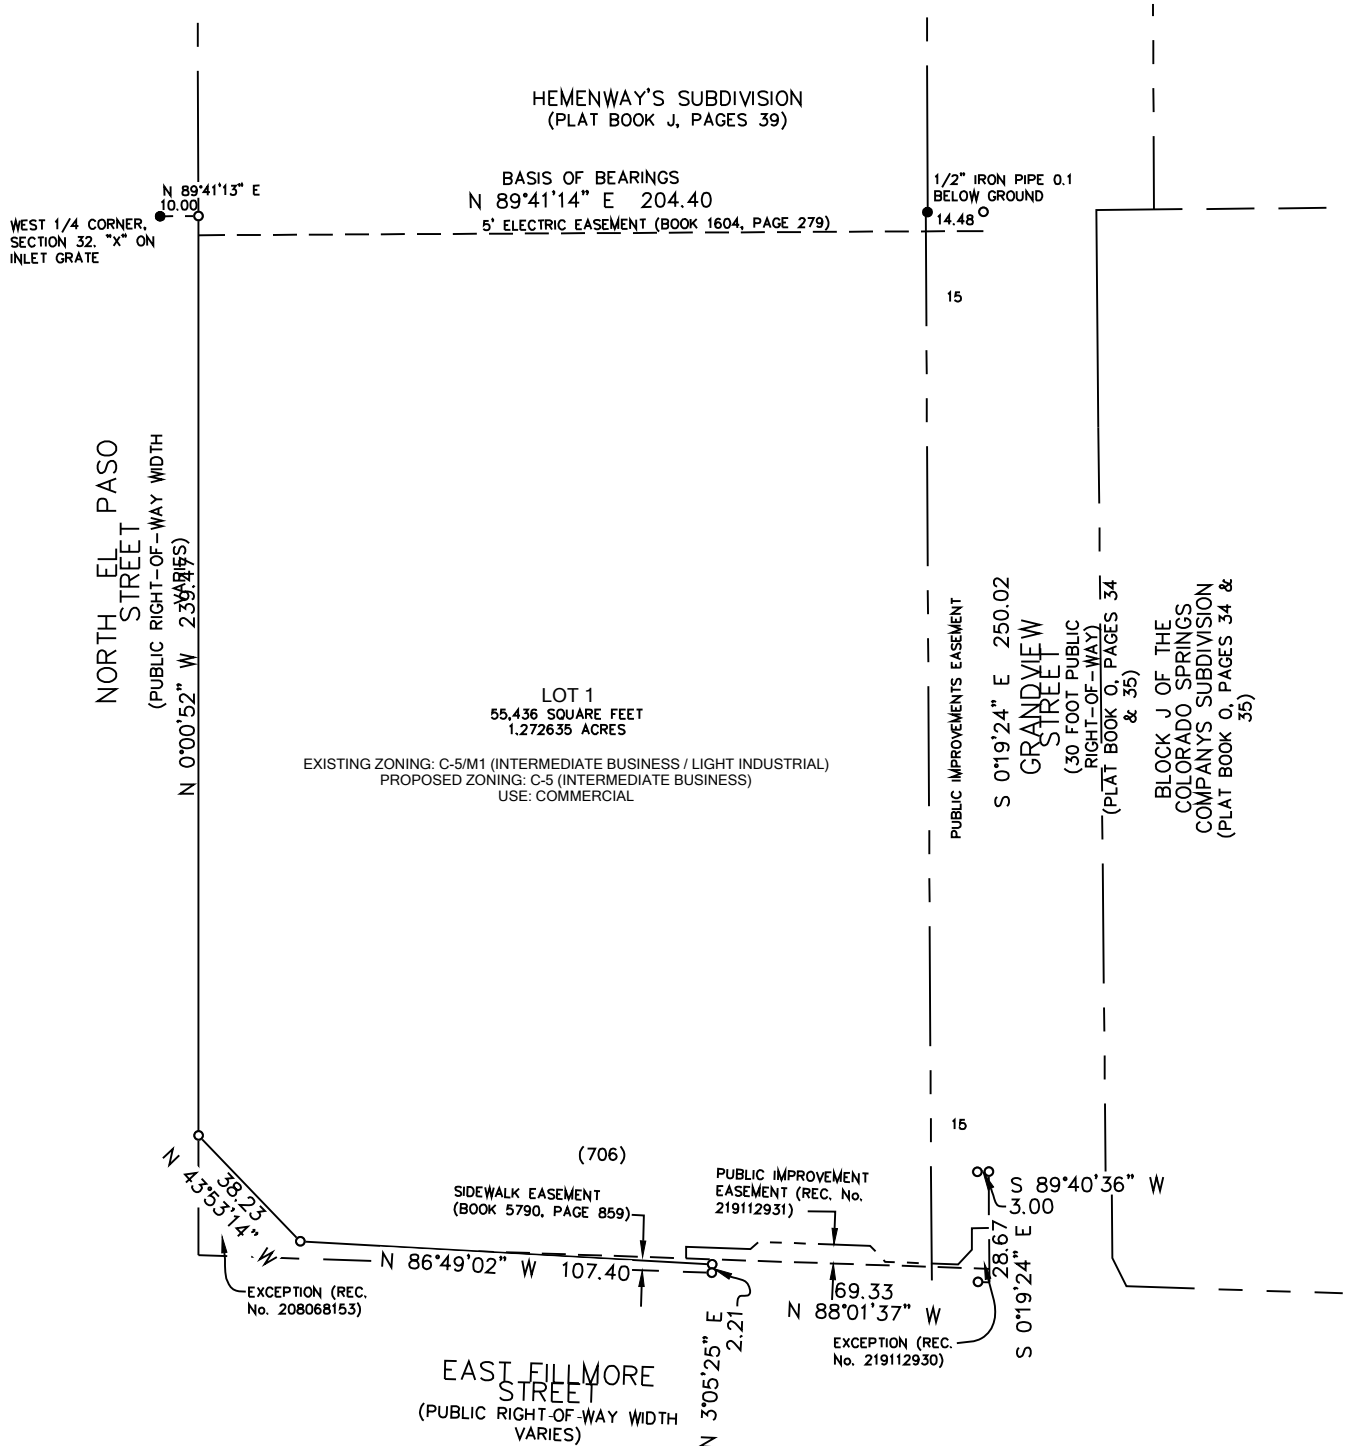 HEMENWAY'S SUBDIVISION
(PLAT BOOK J, PAGES 39)
BASIS OF BEARINGS
N 89°41'14" E 204.40
5' ELECTRIC EASEMENT (BOOK 1604, PAGE 279)
N 89°41'13" E
10.00
WEST 1/4 CORNER,
SECTION 32. "X" ON
INLET GRATE
1/2" IRON PIPE 0.1
BELOW GROUND
14.48
15
NORTH EL PASO
STREET
(PUBLIC RIGHT-OF-WAY WIDTH
VARIES)
N 0°00'52" W 239.47
LOT 1
55,436 SQUARE FEET
1.272635 ACRES
EXISTING ZONING: C-5/M1 (INTERMEDIATE BUSINESS / LIGHT INDUSTRIAL)
PROPOSED ZONING: C-5 (INTERMEDIATE BUSINESS)
USE: COMMERCIAL
PUBLIC IMPROVEMENTS EASEMENT
S 0°19'24" E 250.02
GRANDVIEW
STREET
(30 FOOT PUBLIC
RIGHT-OF-WAY)
(PLAT BOOK O, PAGES 34
& 35)
BLOCK J OF THE
COLORADO SPRINGS
COMPANYS SUBDIVISION
(PLAT BOOK O, PAGES 34 &
35)
15
(706)
38.23
N 43°53'14" W
SIDEWALK EASEMENT
(BOOK 5790, PAGE 859)
PUBLIC IMPROVEMENT
EASEMENT (REC. No.
219112931)
S 89°40'36" W
3.00
28.67
S 0°19'24" E
N 86°49'02" W 107.40
EXCEPTION (REC.
No. 208068153)
69.33
N 88°01'37" W
N 3°05'25" E
2.21
EXCEPTION (REC.
No. 219112930)
EAST FILLMORE
STREET
(PUBLIC RIGHT-OF-WAY WIDTH
VARIES)